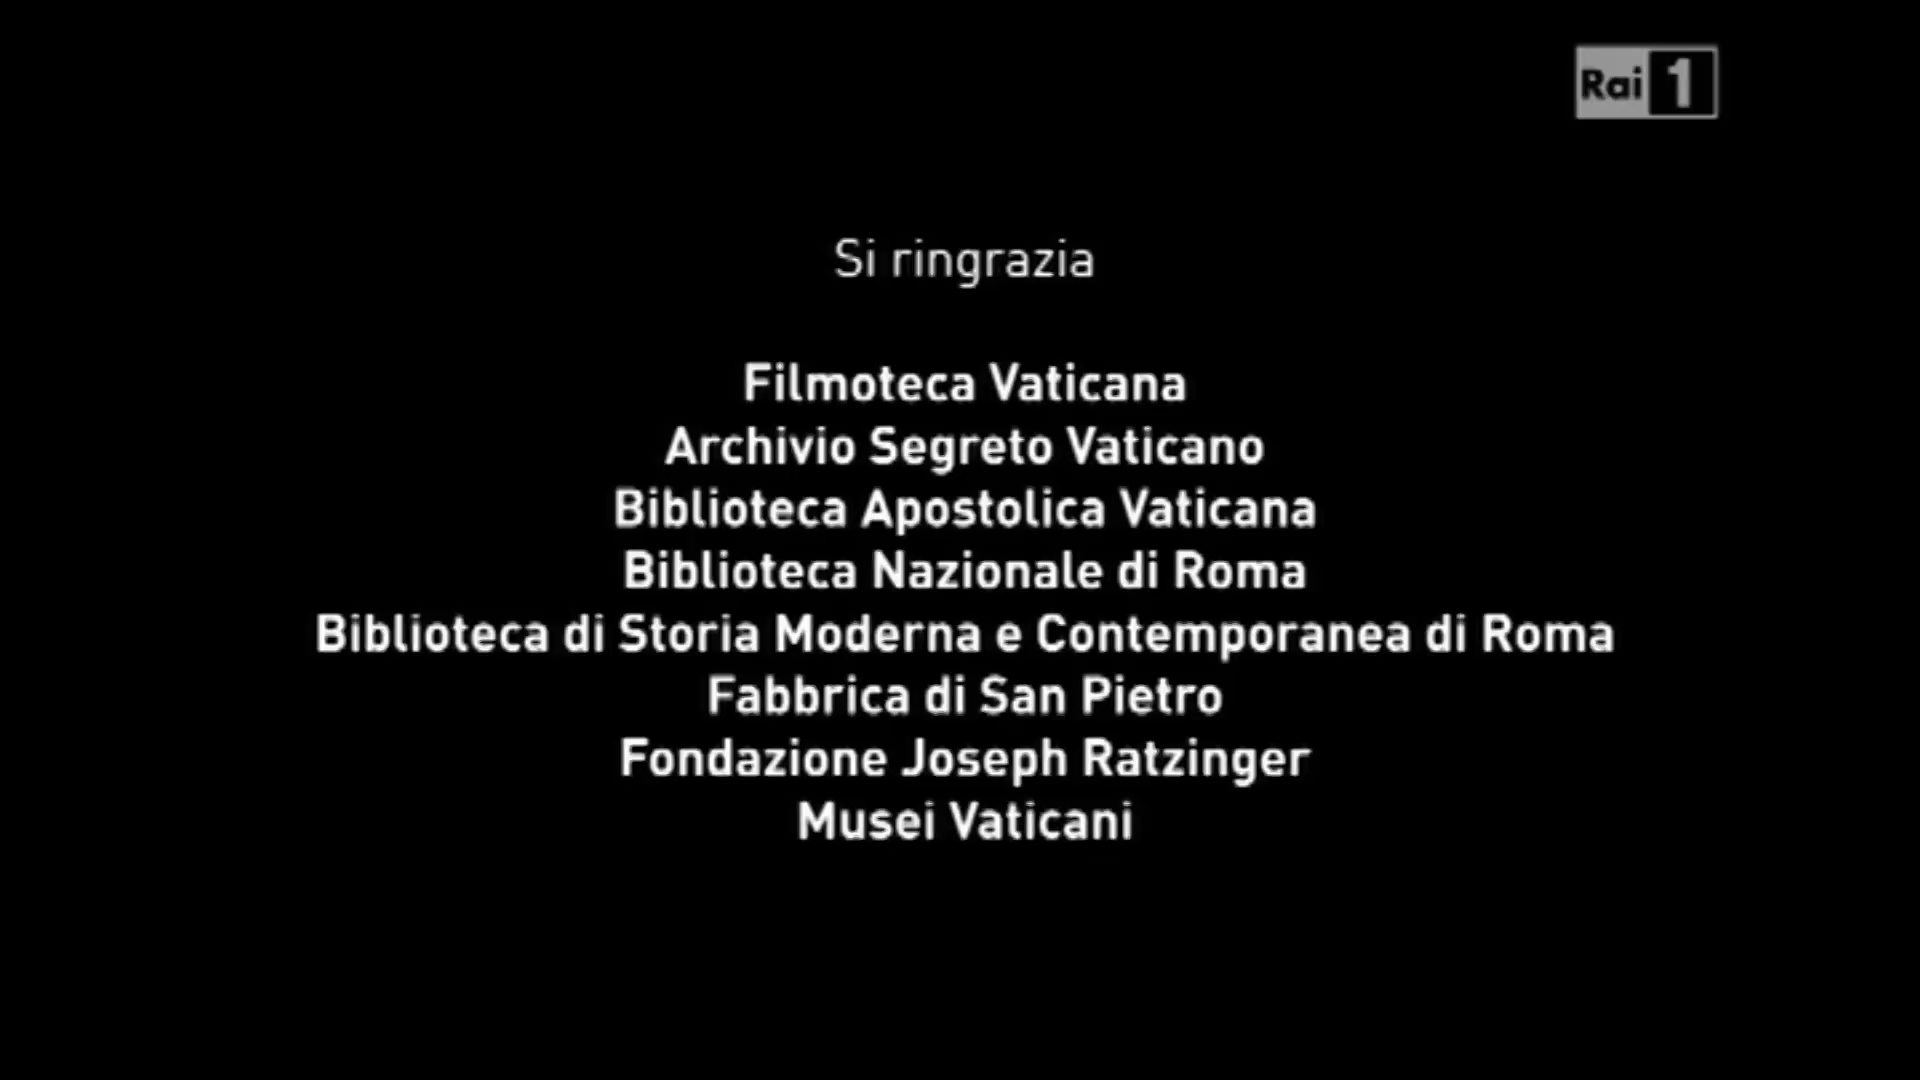 Rai 1
Si ringrazia
Filmoteca Vaticana
Archivio Segreto Vaticano
Biblioteca Apostolica Vaticana
Biblioteca Nazionale di Roma
Biblioteca di Storia Moderna e Contemporanea di Roma
Fabbrica di San Pietro
Fondazione Joseph Ratzinger
Musei Vaticani